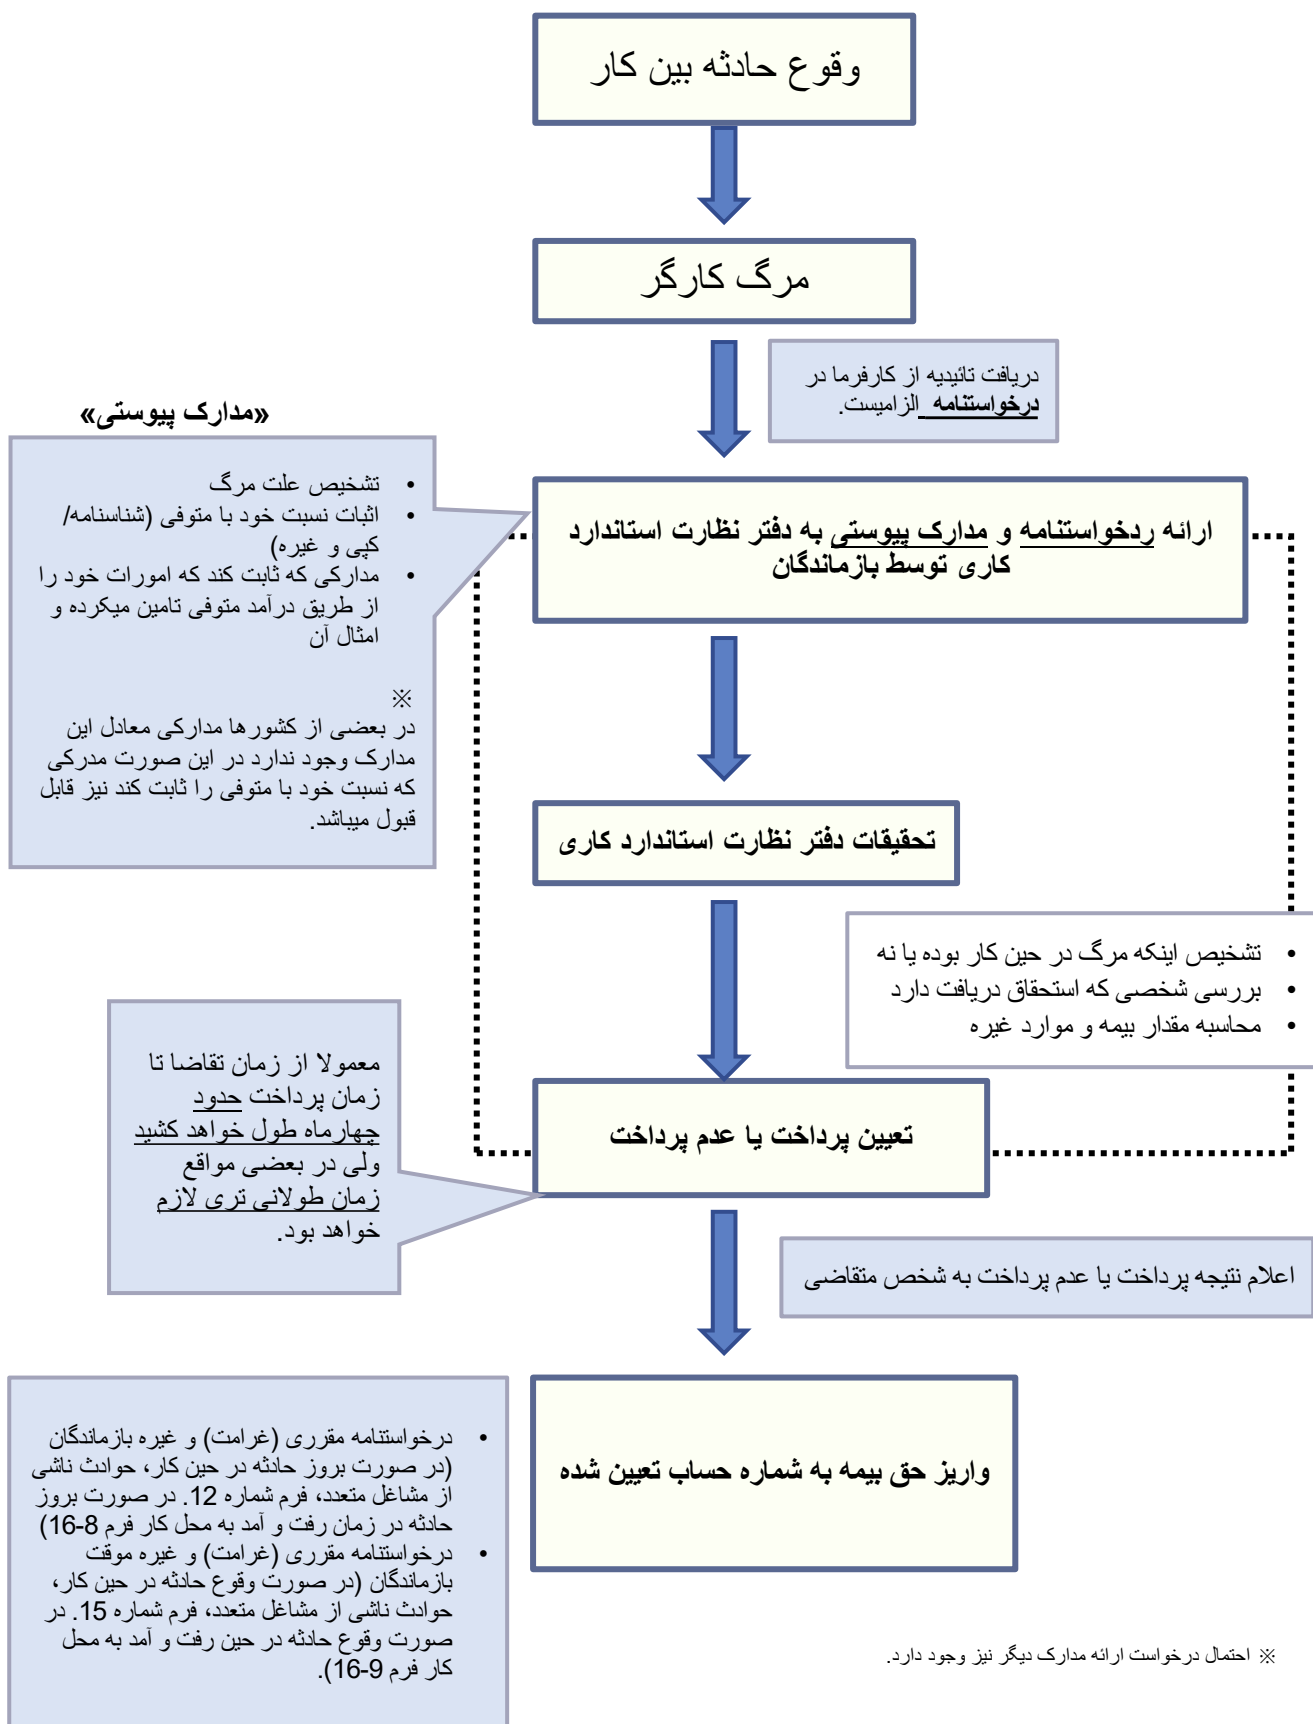 وقوع حادثه بین کار
مرگ کارگر
دریافت تائیدیه از کارفرما در
درخواستنامه الزامیست.
«مدارک پیوستی»
• تشخیص علت مرگ
• اثبات نسبت خود با متوفی (شناسنامه/
کپی و غیره)
• مدارکی که ثابت کند که امورات خود را
از طریق درآمد متوفی تامین میکرده و
امثال آن
※
در بعضی از کشورها مدارکی معادل این
مدارک وجود ندارد در این صورت مدرکی
که نسبت خود با متوفی را ثابت کند نیز قابل
قبول میباشد.
ارائه ردخواستنامه و مدارک پیوستی به دفتر نظارت استاندارد
کاری توسط بازماندگان
تحقیقات دفتر نظارت استاندارد کاری
• تشخیص اینکه مرگ در حین کار بوده یا نه
• بررسی شخصی که استحقاق دریافت دارد
• محاسبه مقدار بیمه و موارد غیره
معمولا از زمان تقاضا تا
زمان پرداخت حدود
چهارماه طول خواهد کشید
ولی در بعضی مواقع
زمان طولانی تری لازم
خواهد بود.
تعیین پرداخت یا عدم پرداخت
اعلام نتیجه پرداخت یا عدم پرداخت به شخص متقاضی
واریز حق بیمه به شماره حساب تعیین شده
• درخواستنامه مقرری (غرامت) و غیره بازماندگان
(در صورت بروز حادثه در حین کار، حوادث ناشی
از مشاغل متعدد، فرم شماره 12. در صورت بروز
حادثه در زمان رفت و آمد به محل کار فرم 8-16)
• درخواستنامه مقرری (غرامت) و غیره موقت
بازماندگان (در صورت وقوع حادثه در حین کار،
حوادث ناشی از مشاغل متعدد، فرم شماره 15. در
صورت وقوع حادثه در حین رفت و آمد به محل
کار فرم 9-16).
※ احتمال درخواست ارائه مدارک دیگر نیز وجود دارد.